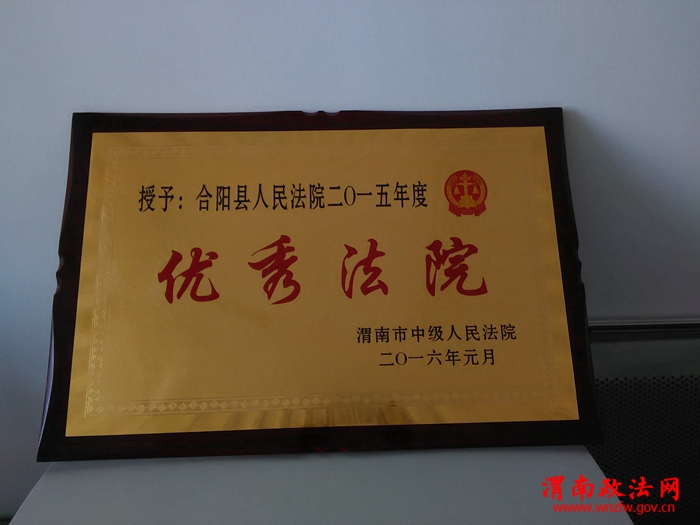 授予：合阳县人民法院二〇一五年度
优秀法院
渭南市中级人民法院
二〇一六年元月
渭南政法网
www.wnzfw.gov.cn